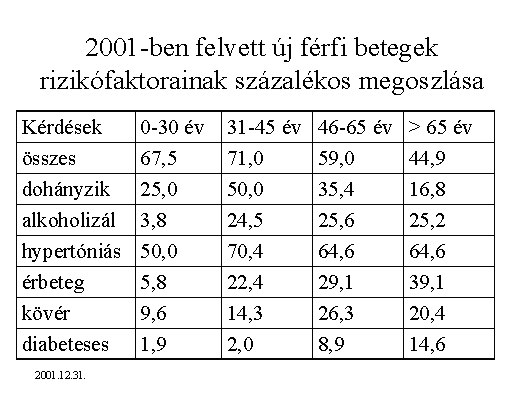 2001-ben felvett új férfi betegek
rizikófaktorainak százalékos megoszlása
Kérdések 0-30 év 31-45 év 46-65 év > 65 év
összes 67,5 71,0 59,0 44,9
dohányzik 25,0 50,0 35,4 16,8
alkoholizál 3,8 24,5 25,6 25,2
hypertóniás 50,0 70,4 64,6 64,6
érbeteg 5,8 22,4 29,1 39,1
kövér 9,6 14,3 26,3 20,4
diabeteses 1,9 2,0 8,9 14,6
2001.12.31.